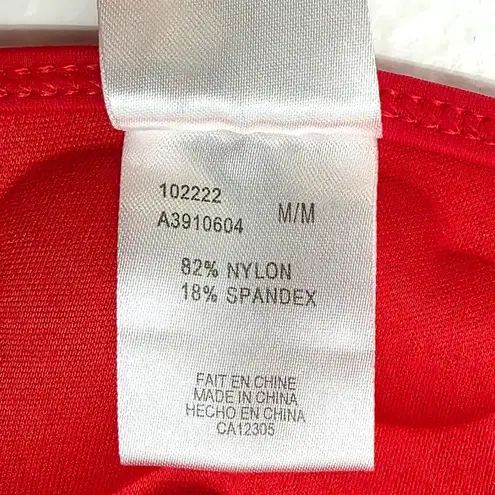 102222
A3910604 M/M
82% NYLON
18% SPANDEX
FAIT EN CHINE
MADE IN CHINA
HECHO EN CHINA
CA12305